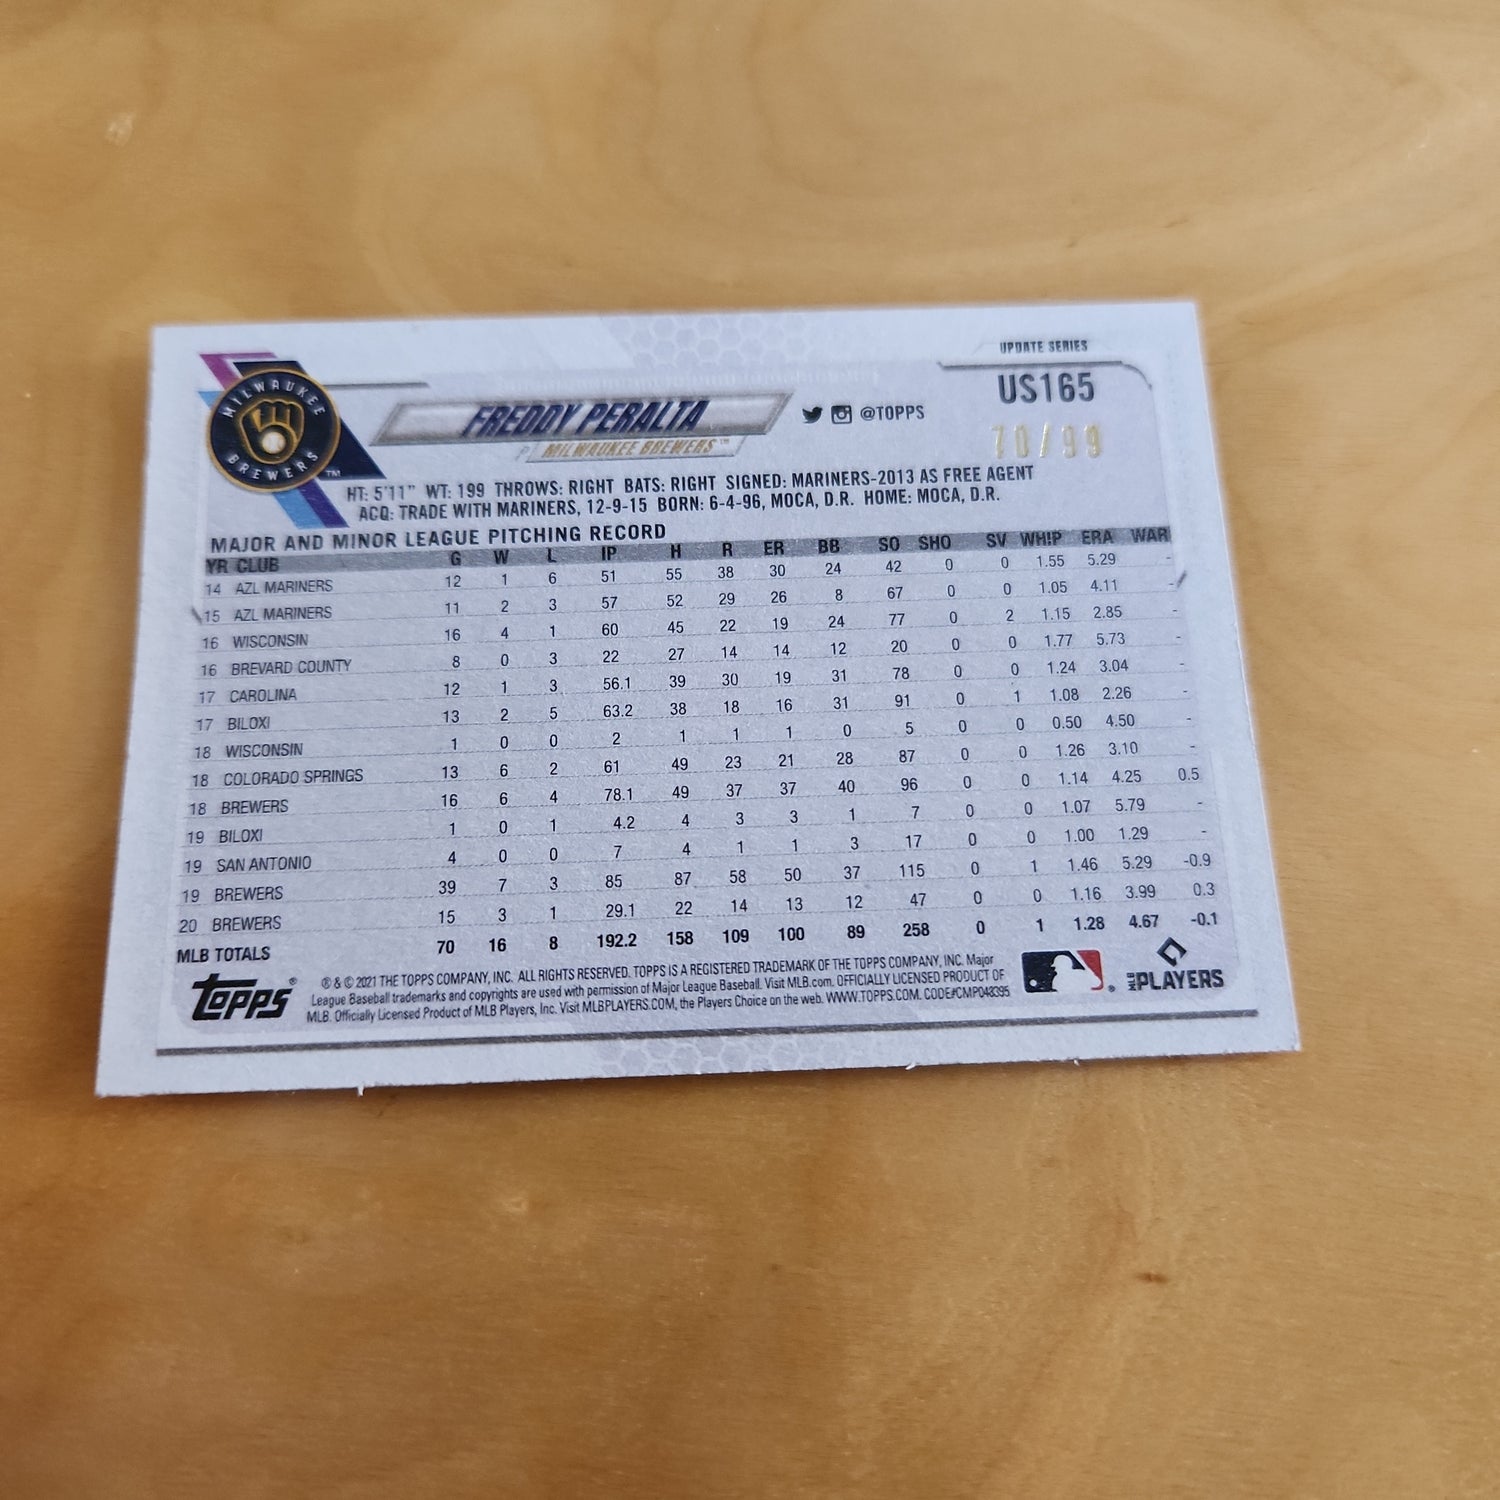 UPDATE SERIES
MILWAUKEE BREWERS ™
FREDDY PERALTA
@TOPPS
US165
P MILWAUKEE BREWERS™
70/99
HT: 5'11" WT: 199 THROWS: RIGHT BATS: RIGHT SIGNED: MARINERS-2013 AS FREE AGENT
ACQ: TRADE WITH MARINERS, 12-9-15 BORN: 6-4-96, MOCA, D.R. HOME: MOCA, D.R.
MAJOR AND MINOR LEAGUE PITCHING RECORD
YR CLUB G W L IP H R ER BB SO SHO SV WHIP ERA WAR
14 AZL MARINERS 12 1 6 51 55 38 30 24 42 0 0 1.55 5.29 -
15 AZL MARINERS 11 2 3 57 52 29 26 8 67 0 0 1.05 4.11 -
16 WISCONSIN 16 4 1 60 45 22 19 24 77 0 2 1.15 2.85 -
16 BREVARD COUNTY 8 0 3 22 27 14 14 12 20 0 0 1.77 5.73 -
17 CAROLINA 12 1 3 56.1 39 30 19 31 78 0 0 1.24 3.04 -
17 BILOXI 13 2 5 63.2 38 18 16 31 91 0 1 1.08 2.26 -
18 WISCONSIN 1 0 0 2 1 1 1 0 5 0 0 0.50 4.50 -
18 COLORADO SPRINGS 13 6 2 61 49 23 21 28 87 0 0 1.26 3.10 -
18 BREWERS 16 6 4 78.1 49 37 37 40 96 0 0 1.14 4.25 0.5
19 BILOXI 1 0 1 4.2 4 3 3 1 7 0 0 1.07 5.79 -
19 SAN ANTONIO 4 0 0 7 4 1 1 3 17 0 0 1.00 1.29 -
19 BREWERS 39 7 3 85 87 58 50 37 115 0 1 1.46 5.29 -0.9
20 BREWERS 15 3 1 29.1 22 14 13 12 47 0 0 1.16 3.99 0.3
MLB TOTALS 70 16 8 192.2 158 109 100 89 258 0 1 1.28 4.67 -0.1
TOPPS®
® & © 2021 THE TOPPS COMPANY, INC. ALL RIGHTS RESERVED. TOPPS IS A REGISTERED TRADEMARK OF THE TOPPS COMPANY, INC. Major
League Baseball trademarks and copyrights are used with permission of Major League Baseball. Visit MLB.com. OFFICIALLY LICENSED PRODUCT OF
MLB. Officially Licensed Product of MLB Players, Inc. Visit MLBPLAYERS.COM, the Players Choice on the web. WWW.TOPPS.COM. CODE#CMP048395
MLB PLAYERS